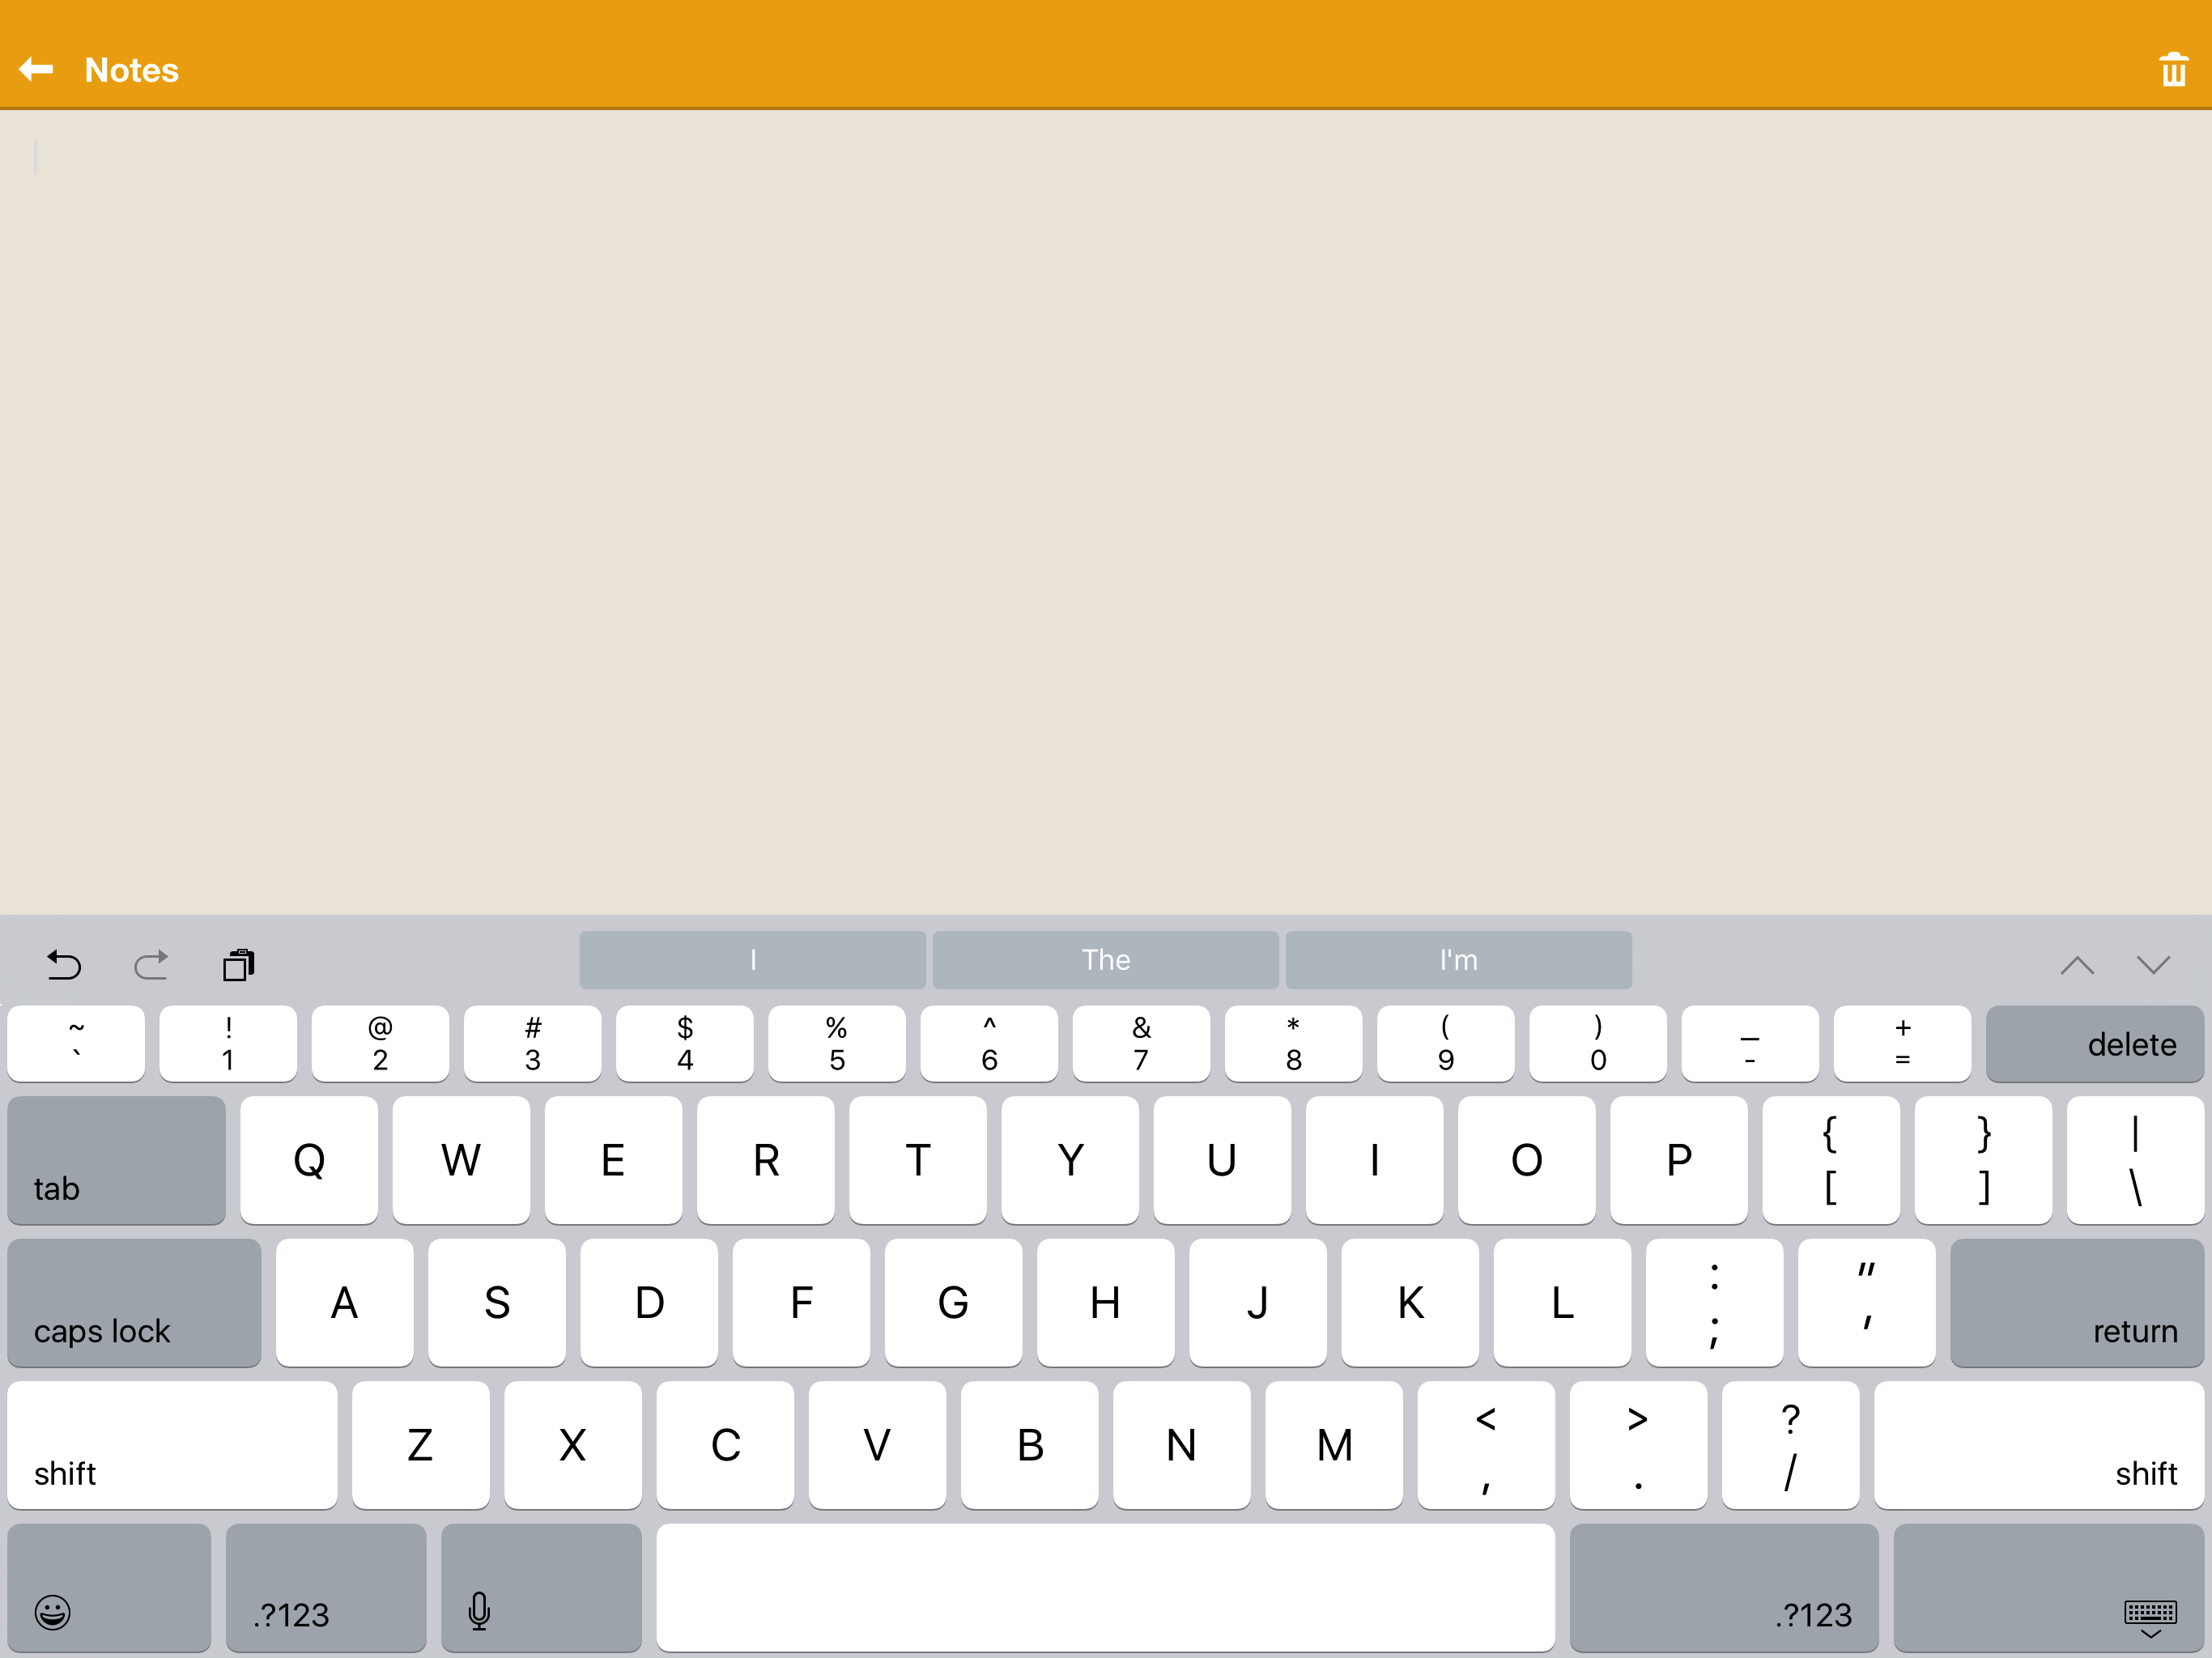 Notes
I The I'm
~ ! @ # $ % ^ & * ( ) _ +
` 1 2 3 4 5 6 7 8 9 0 - = delete
tab Q W E R T Y U I O P { } |
[ ] \
caps lock A S D F G H J K L : " return
; '
shift Z X C V B N M < > ? shift
, . /
.?123 .?123